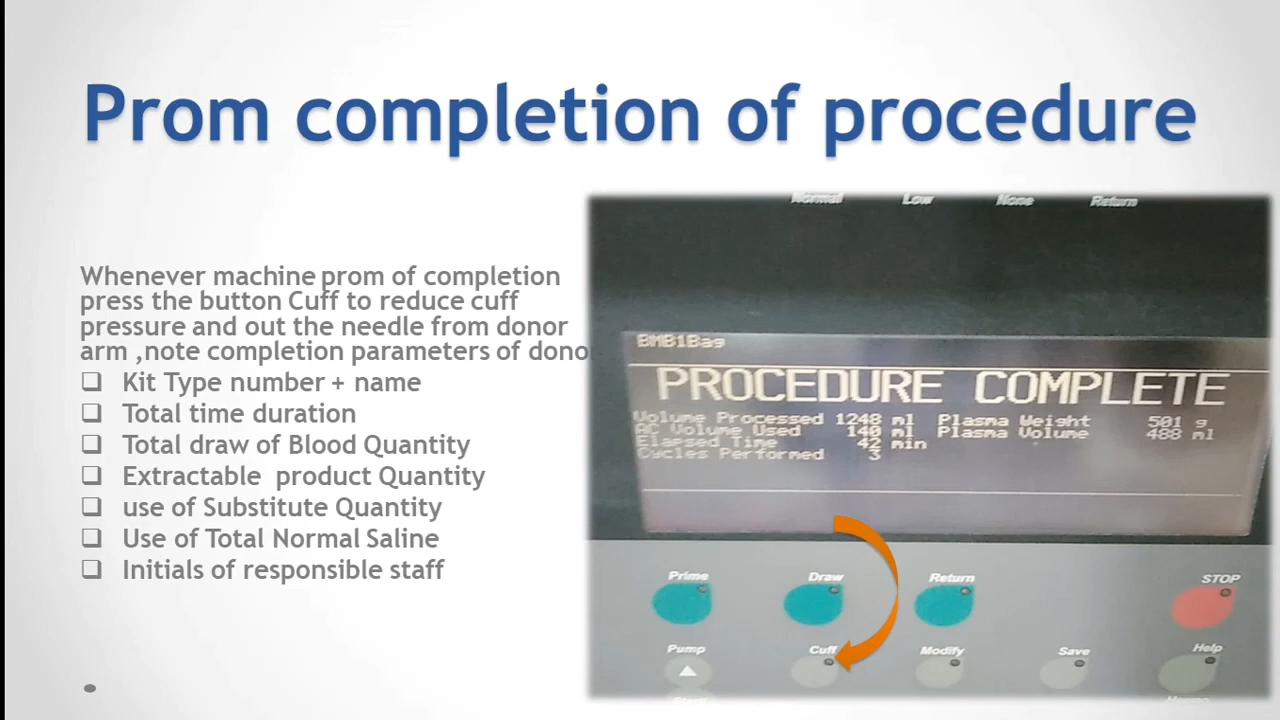 Prom completion of procedure
Whenever machine prom of completion
press the button Cuff to reduce cuff
pressure and out the needle from donor
arm ,note completion parameters of dono
Kit Type number + name
Total time duration
Total draw of Blood Quantity
Extractable product Quantity
use of Substitute Quantity
Use of Total Normal Saline
Initials of responsible staff
Normal Low None Return
BMB1Bag
PROCEDURE COMPLETE
Volume Processed 1248 ml Plasma Weight 501 g
AC Volume Used 140 ml Plasma Volume 488 ml
Elapsed Time 42 min
Cycles Performed 3
Prime Draw Return STOP
Pump Cuff Modify Save Help